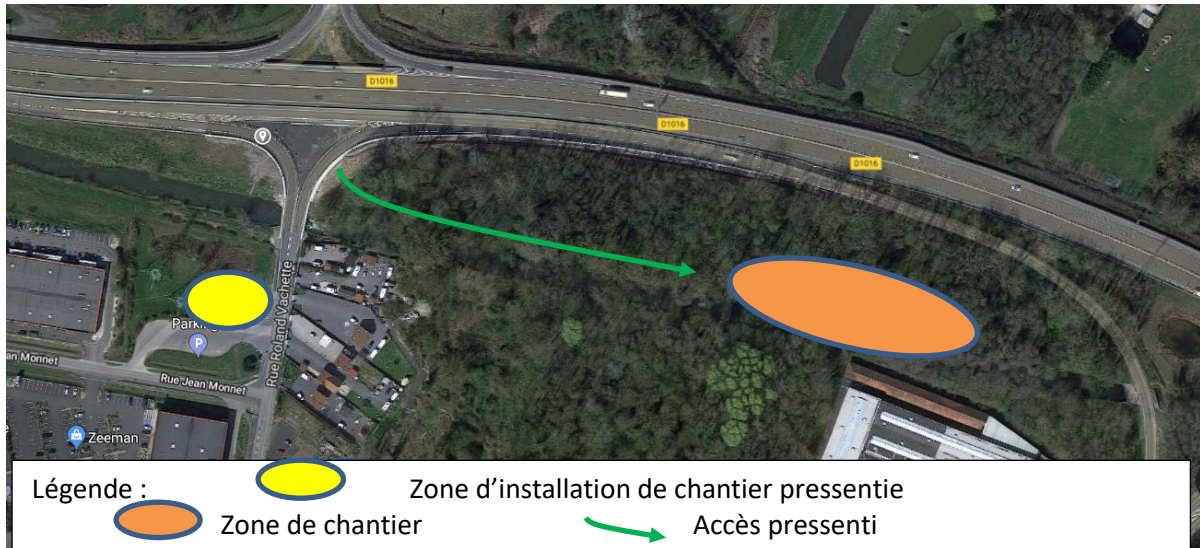 D1016
D1016
D1016
Parking
P
Rue Roland Vachette
an Monnet
Rue Jean Monnet
Zeeman
Légende :
Zone d'installation de chantier pressentie
Zone de chantier
Accès pressenti